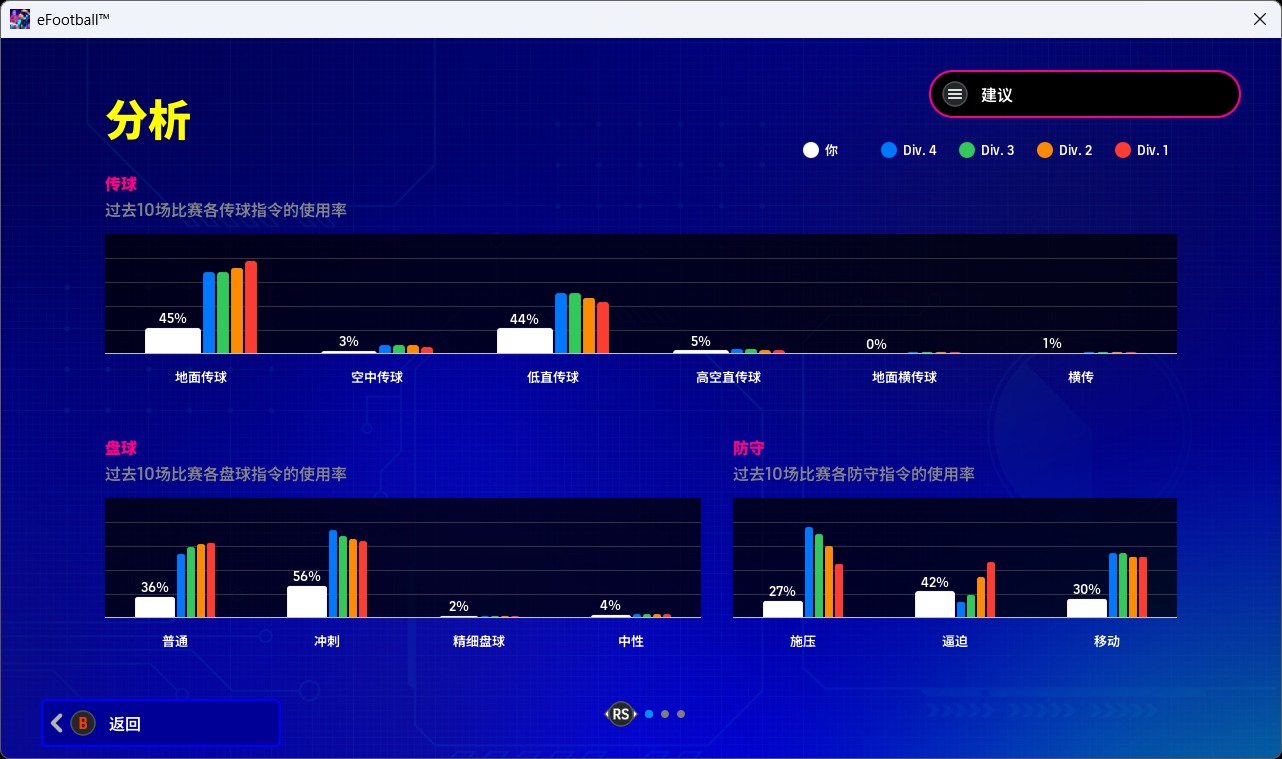 eFootball™
分析
建议
你 Div. 4 Div. 3 Div. 2 Div. 1
传球
过去10场比赛各传球指令的使用率
45% 3% 44% 5% 0% 1%
地面传球 空中传球 低直传球 高空直传球 地面横传球 横传
盘球
过去10场比赛各盘球指令的使用率
36% 56% 2% 4%
普通 冲刺 精细盘球 中性
防守
过去10场比赛各防守指令的使用率
27% 42% 30%
施压 逼迫 移动
B 返回
RS